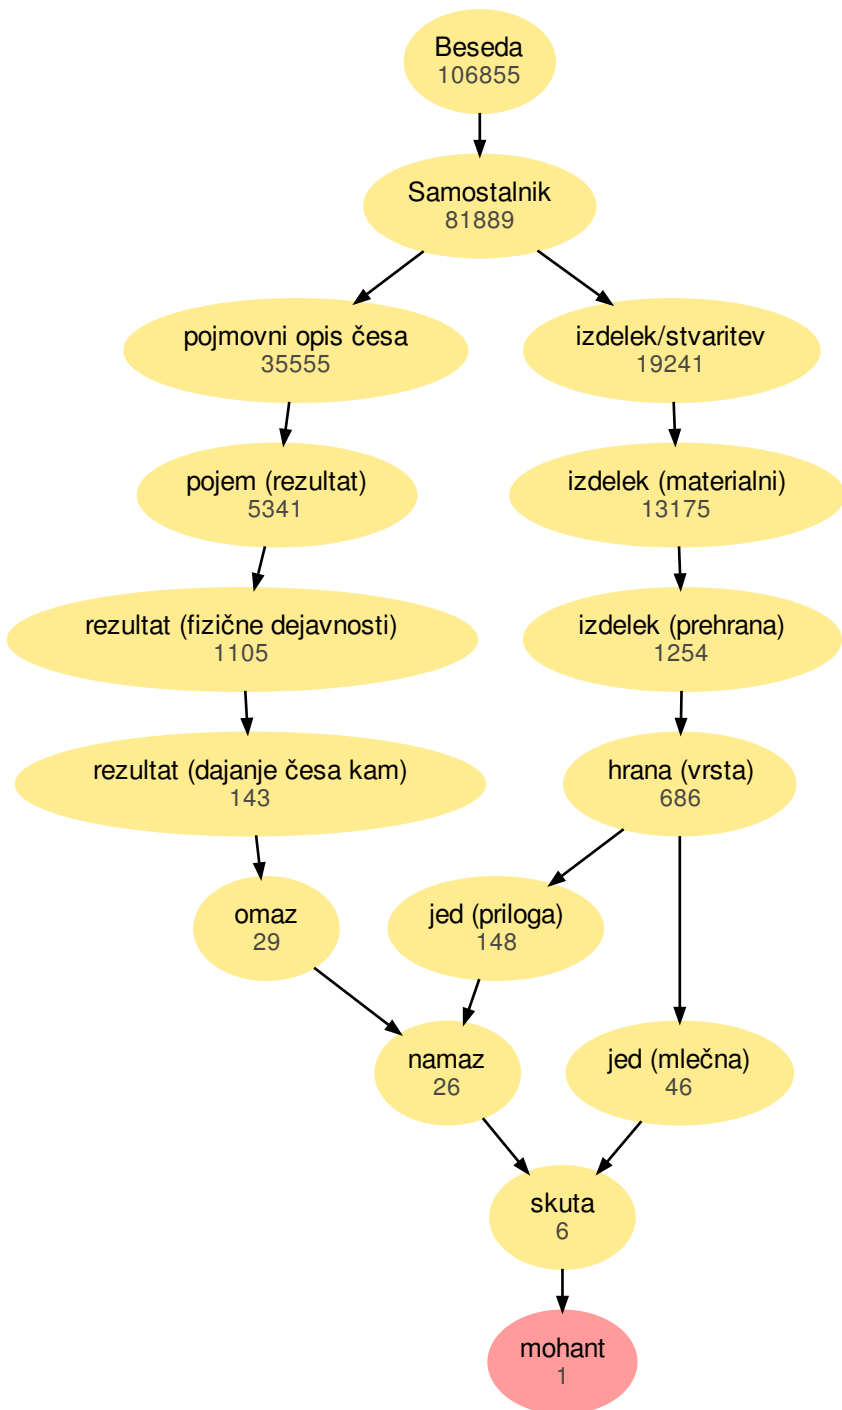 Beseda
106855
Samostalnik
81889
pojmovni opis česa
35555
izdelek/stvaritev
19241
pojem (rezultat)
5341
izdelek (materialni)
13175
rezultat (fizične dejavnosti)
1105
izdelek (prehrana)
1254
rezultat (dajanje česa kam)
143
hrana (vrsta)
686
omaz
29
jed (priloga)
148
namaz
26
jed (mlečna)
46
skuta
6
mohant
1